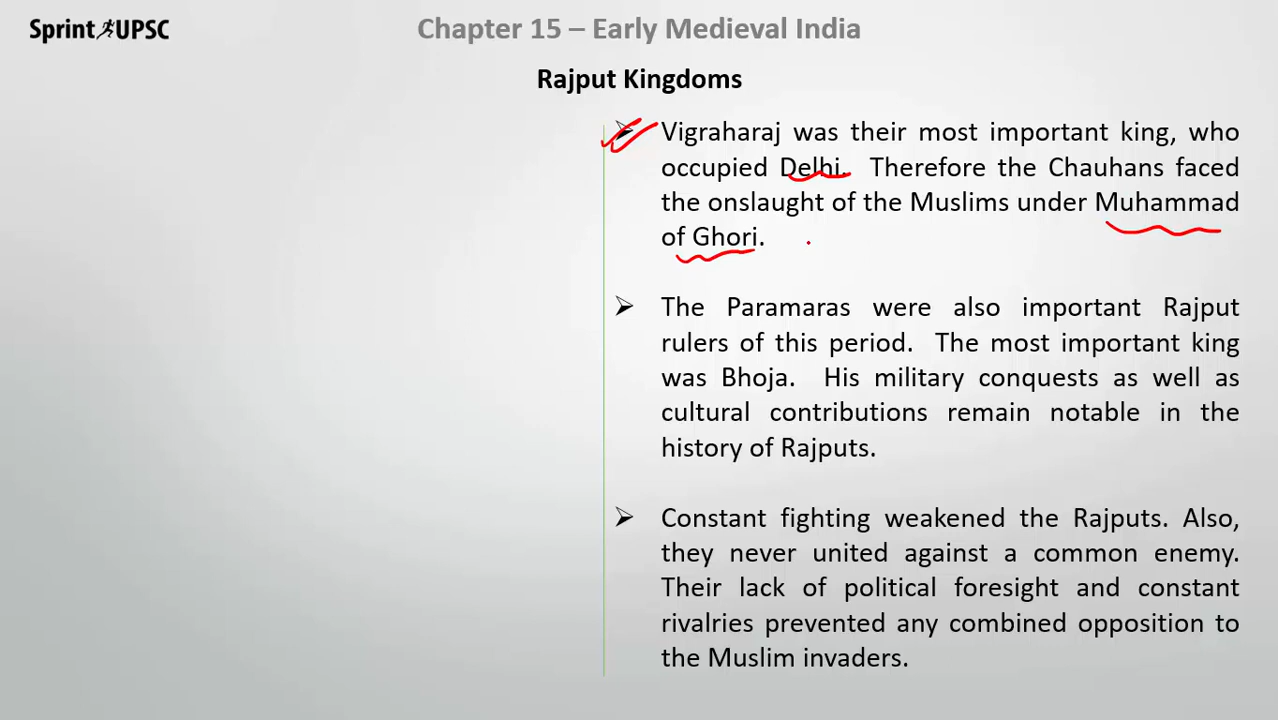 Sprint UPSC
Chapter 15 – Early Medieval India
Rajput Kingdoms
➢ Vigraharaj was their most important king, who
occupied Delhi. Therefore the Chauhans faced
the onslaught of the Muslims under Muhammad
of Ghori.
➢ The Paramaras were also important Rajput
rulers of this period. The most important king
was Bhoja. His military conquests as well as
cultural contributions remain notable in the
history of Rajputs.
➢ Constant fighting weakened the Rajputs. Also,
they never united against a common enemy.
Their lack of political foresight and constant
rivalries prevented any combined opposition to
the Muslim invaders.